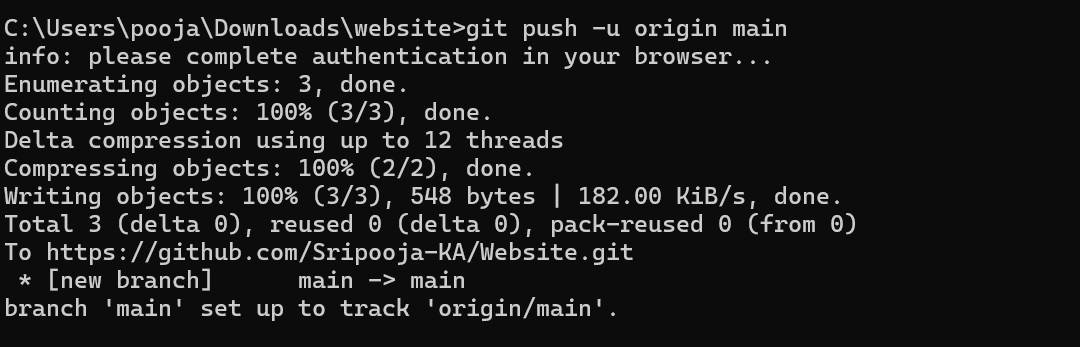 C:\Users\pooja\Downloads\website>git push -u origin main
info: please complete authentication in your browser...
Enumerating objects: 3, done.
Counting objects: 100% (3/3), done.
Delta compression using up to 12 threads
Compressing objects: 100% (2/2), done.
Writing objects: 100% (3/3), 548 bytes | 182.00 KiB/s, done.
Total 3 (delta 0), reused 0 (delta 0), pack-reused 0 (from 0)
To https://github.com/Sripooja-KA/Website.git
 * [new branch]      main -> main
branch 'main' set up to track 'origin/main'.